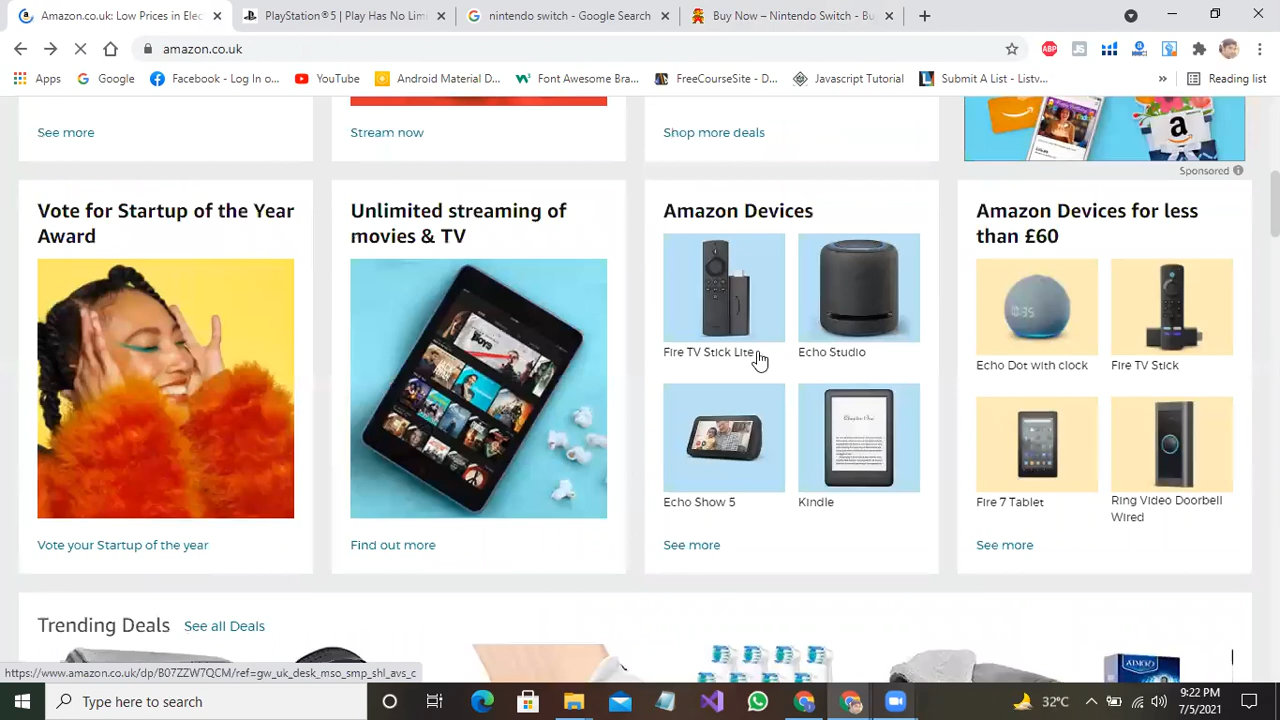 Amazon.co.uk: Low Prices in Elec
PlayStation®5 | Play Has No Limi
nintendo switch - Google Search
Buy Now – Nintendo Switch - Bu
amazon.co.uk
ABP
JS
Apps
Google
Facebook - Log In o...
YouTube
Android Material D...
Font Awesome Bra...
FreeCourseSite - D...
Javascript Tutorial
Submit A List - Listv...
»
Reading list
See more
Stream now
Shop more deals
Sponsored
Vote for Startup of the Year
Award
Vote your Startup of the year
Unlimited streaming of
movies & TV
Find out more
Amazon Devices
Fire TV Stick Lite
Echo Studio
Echo Show 5
Kindle
See more
Amazon Devices for less
than £60
Echo Dot with clock
Fire TV Stick
Fire 7 Tablet
Ring Video Doorbell
Wired
See more
Trending Deals
See all Deals
https://www.amazon.co.uk/dp/B07ZZW7QCM/ref=gw_uk_desk_mso_smp_shl_avs_c
Type here to search
32°C
9:22 PM
7/5/2021